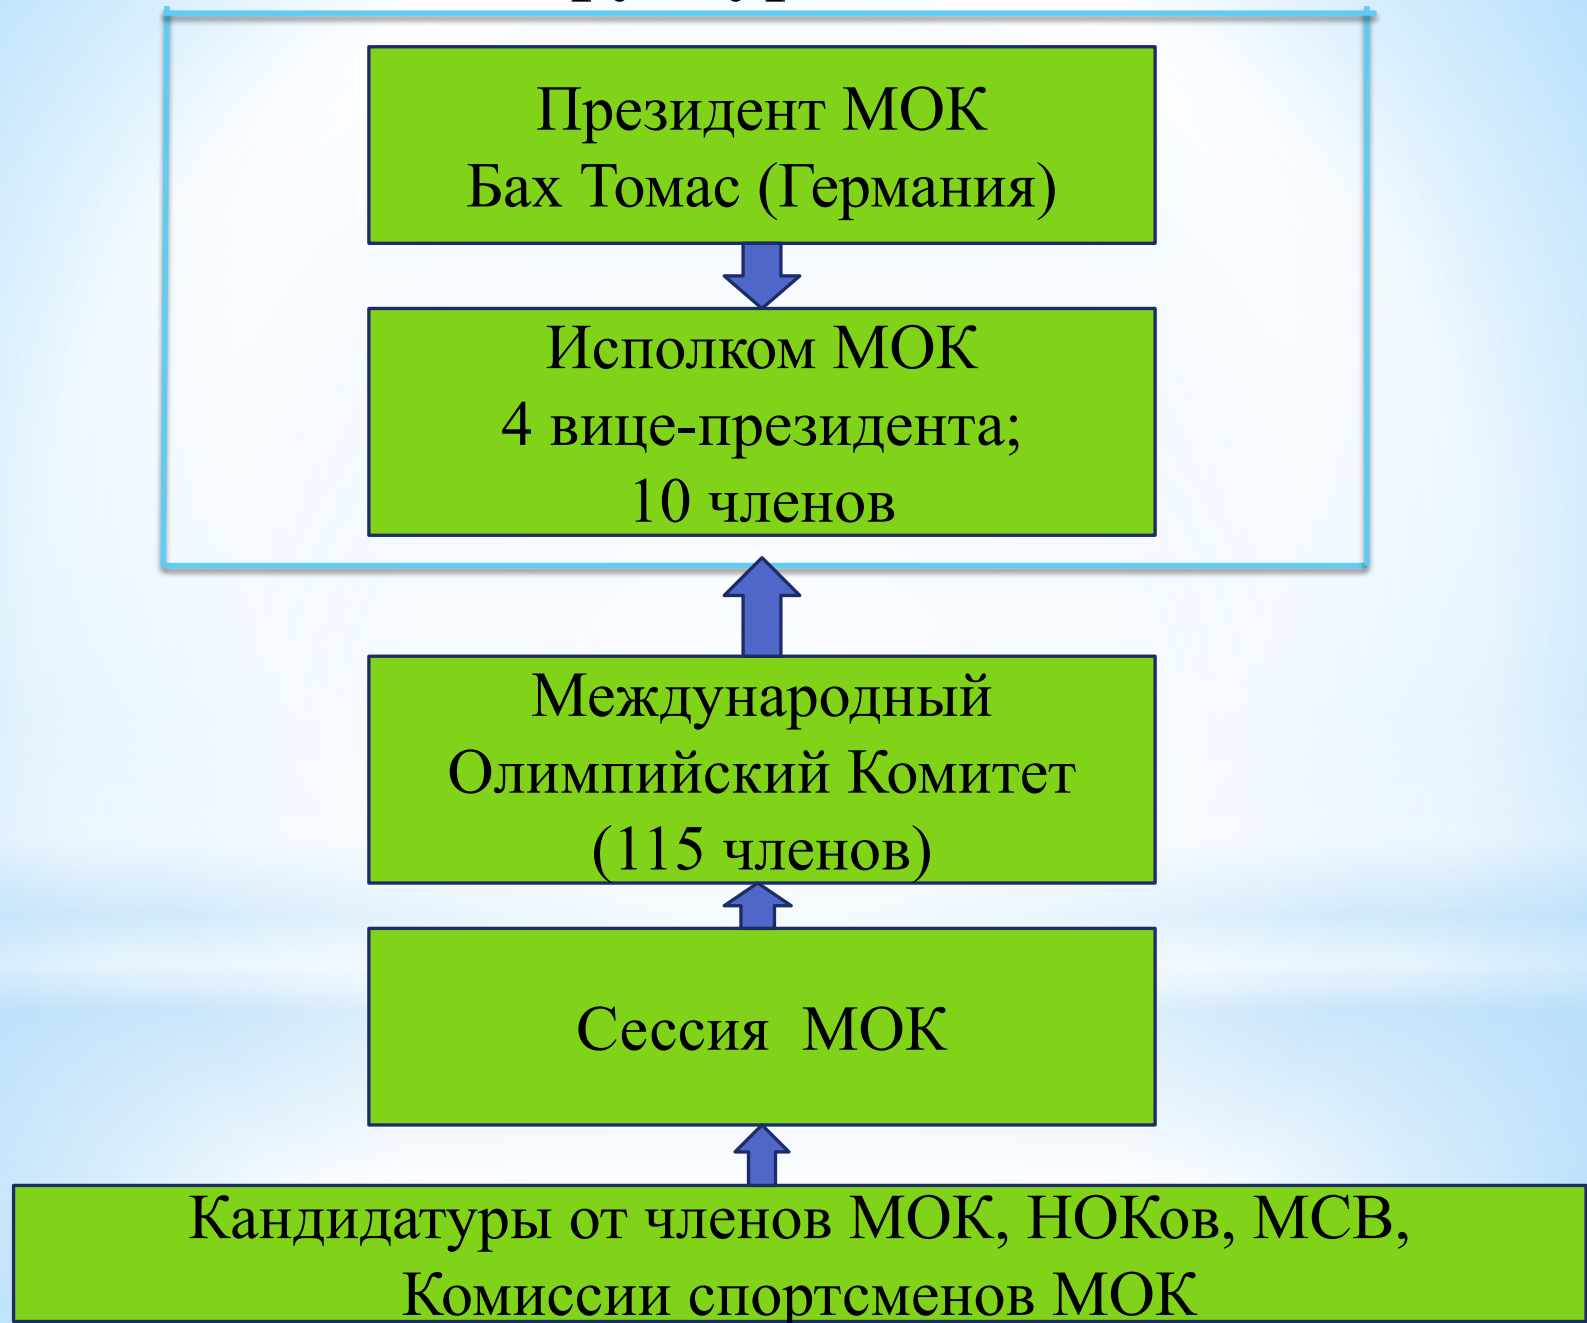 Президент МОК
Бах Томас (Германия)
Исполком МОК
4 вице-президента;
10 членов
Международный
Олимпийский Комитет
(115 членов)
Сессия МОК
Кандидатуры от членов МОК, НОКов, МСВ,
Комиссии спортсменов МОК